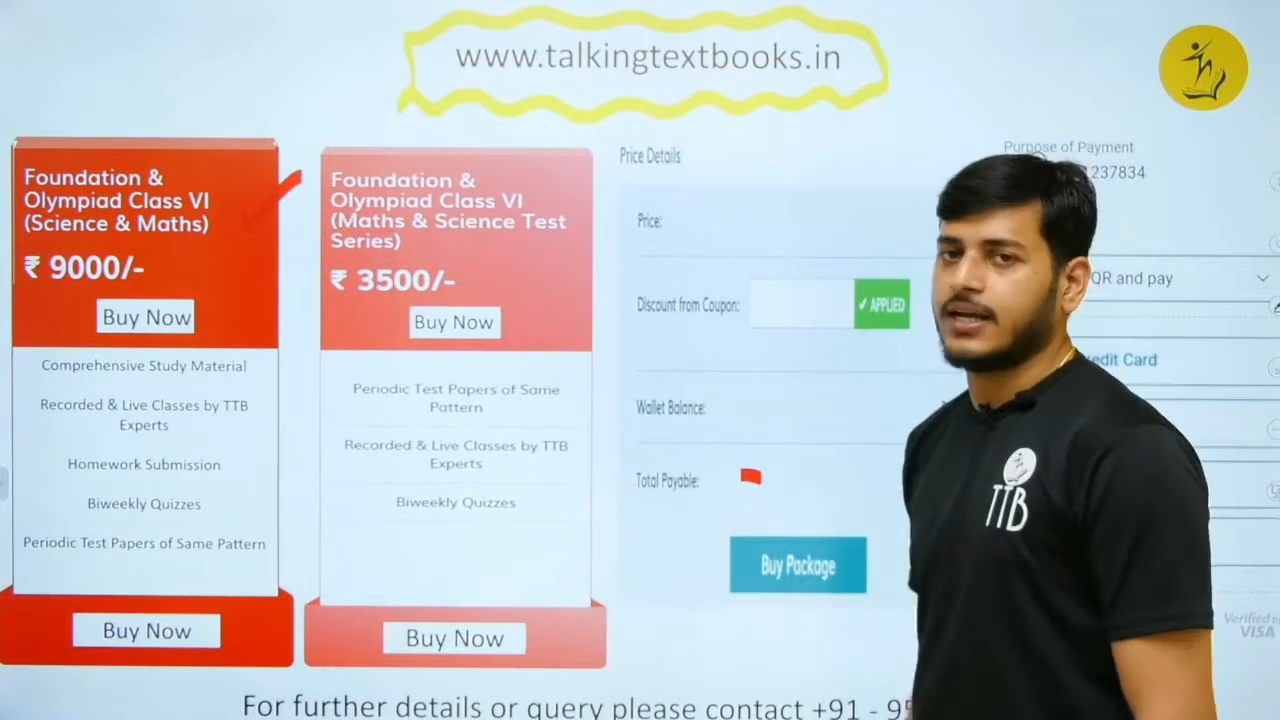 www.talkingtextbooks.in
Foundation &
Olympiad Class VI
(Science & Maths)
₹ 9000/-
Buy Now
Comprehensive Study Material
Recorded & Live Classes by TTB
Experts
Homework Submission
Biweekly Quizzes
Periodic Test Papers of Same Pattern
Buy Now
Foundation &
Olympiad Class VI
(Maths & Science Test
Series)
₹ 3500/-
Buy Now
Periodic Test Papers of Same
Pattern
Recorded & Live Classes by TTB
Experts
Biweekly Quizzes
Buy Now
Price Details
Price:
Discount from Coupon:
✓ APPLIED
Wallet Balance:
Total Payable:
Buy Package
Purpose of Payment
1237834
QR and pay
Card
TTB
Verified
VISA
For further details or query please contact +91 - 9